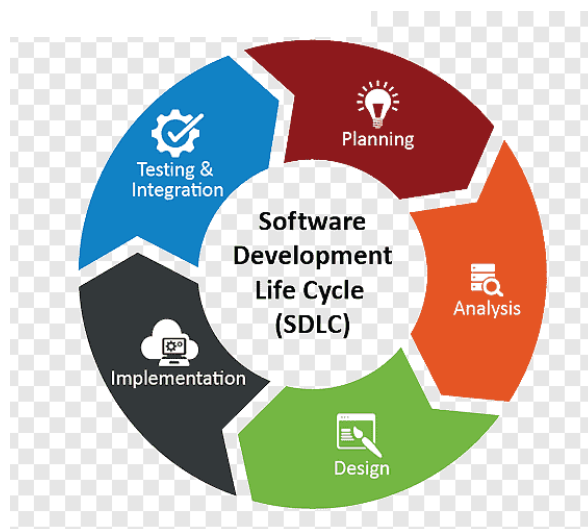 Software
Development
Life Cycle
(SDLC)
Planning
Analysis
Design
Implementation
Testing &
Integration